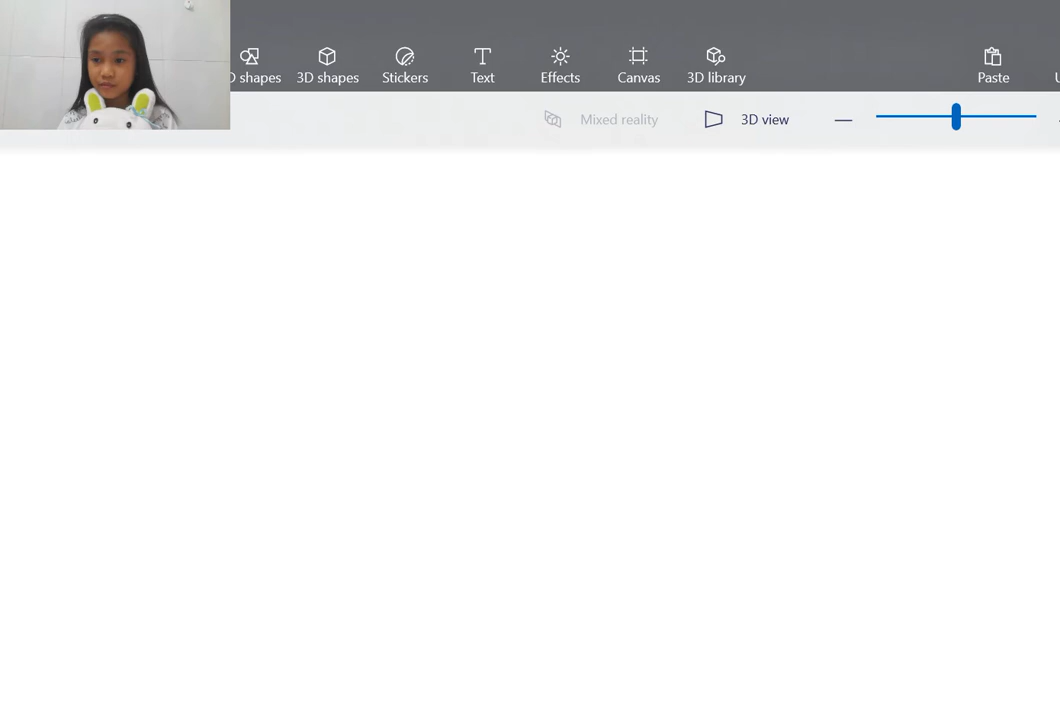 D shapes 3D shapes Stickers Text Effects Canvas 3D library Paste
Mixed reality 3D view